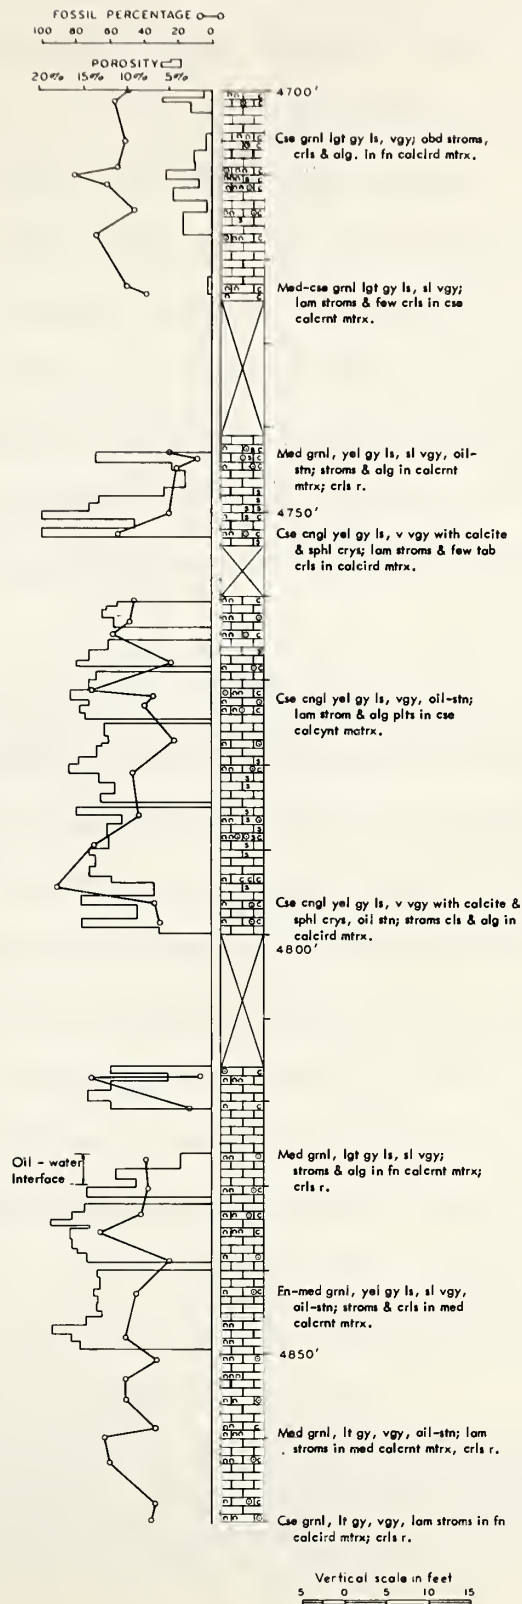 FOSSIL PERCENTAGE
100 80 60 40 20 0
POROSITY
20% 15% 10% 5%
4700'
Cse grnl lgt gy ls, vgy; obd stroms,
crls & alg. in fn calcird mtrx.
Med-cse grnl lgt gy ls, sl vgy;
lam stroms & few crls in cse
calcrnt mtrx.
Med grnl, yel gy ls, sl vgy, oil-
stn; stroms & alg in calcrnt
mtrx; crls r.
4750'
Cse cngl yel gy ls, v vgy with calcite
& sphl crys; lam stroms & few tab
crls in calcird mtrx.
Cse cngl yel gy ls, vgy, oil-stn;
lam strom & alg plts in cse
calcynt matrx.
Cse cngl yel gy ls, v vgy with calcite &
sphl crys, oil stn; stroms cls & alg in
calcird mtrx.
4800'
Oil - water
Interface
Med grnl, lgt gy ls, sl vgy;
stroms & alg in fn calcrnt mtrx;
crls r.
Fn-med grnl, yel gy ls, sl vgy,
oil-stn; stroms & crls in med
calcrnt mtrx.
4850'
Med grnl, lt gy, vgy, oil-stn; lam
stroms in med calcrnt mtrx, crls r.
Cse grnl, lt gy, vgy, lam stroms in fn
calcird mtrx; crls r.
Vertical scale in feet
5 0 5 10 15